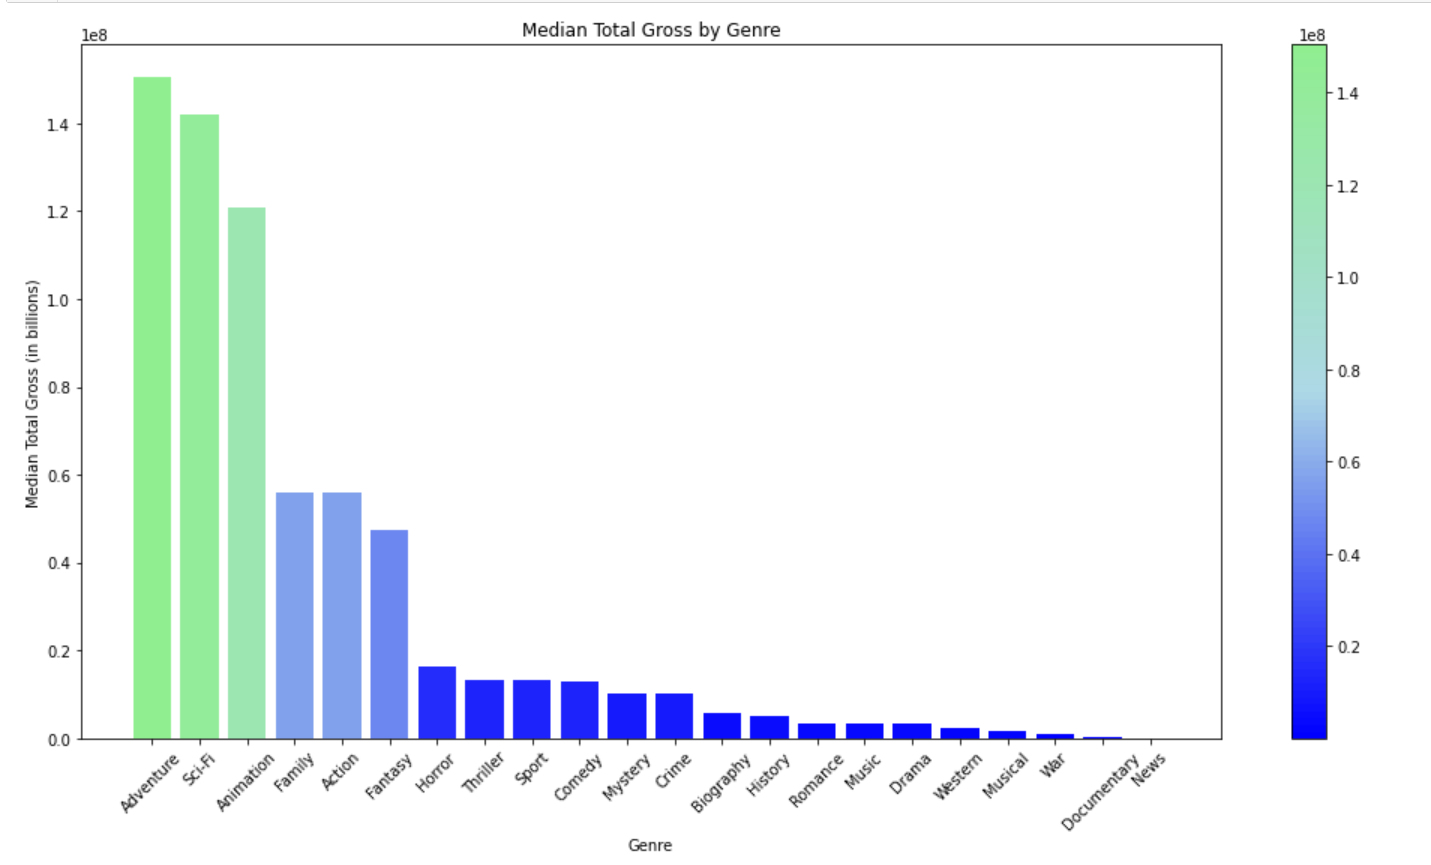 Median Total Gross by Genre
1e8
1e8
1.4
1.2
1.0
0.8
0.6
0.4
0.2
0.0
Median Total Gross (in billions)
Adventure
Sci-Fi
Animation
Family
Action
Fantasy
Horror
Thriller
Sport
Comedy
Mystery
Crime
Biography
History
Romance
Music
Drama
Western
Musical
War
Documentary
News
Genre
1.4
1.2
1.0
0.8
0.6
0.4
0.2